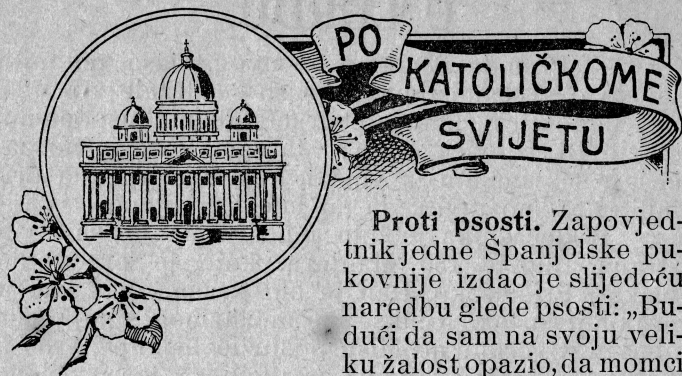 PO
KATOLIČKOME
SVIJETU
Proti psosti. Zapovjed-
tnik jedne Španjolske pu-
kovnije izdao je slijedeću
naredbu glede psosti: „Bu-
dući da sam na svoju veli-
ku žalost opazio, da momci